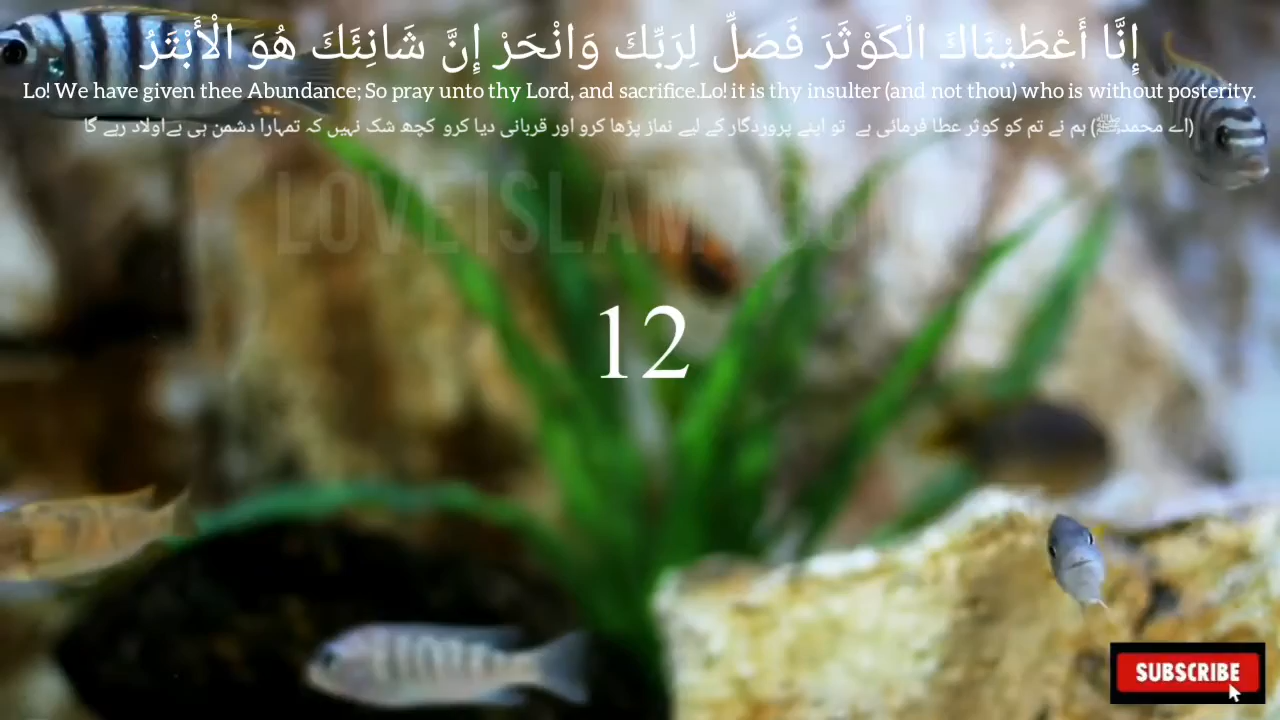 إِنَّا أَعْطَيْنَاكَ الْكَوْثَرَ فَصَلِّ لِرَبِّكَ وَانْحَرْ إِنَّ شَانِئَكَ هُوَ الْأَبْتَرُ
Lo! We have given thee Abundance; So pray unto thy Lord, and sacrifice.Lo! it is thy insulter (and not thou) who is without posterity.
(اے محمدﷺ) ہم نے تم کو کوثر عطا فرمائی ہے تو اپنے پروردگار کے لیے نماز پڑھا کرو اور قربانی دیا کرو کچھ شک نہیں کہ تمہارا دشمن ہی بےاولاد رہے گا
LOVE ISLAM
12
SUBSCRIBE